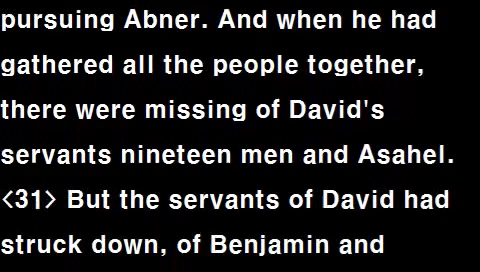 pursuing Abner. And when he had
gathered all the people together,
there were missing of David's
servants nineteen men and Asahel.
<31> But the servants of David had
struck down, of Benjamin and